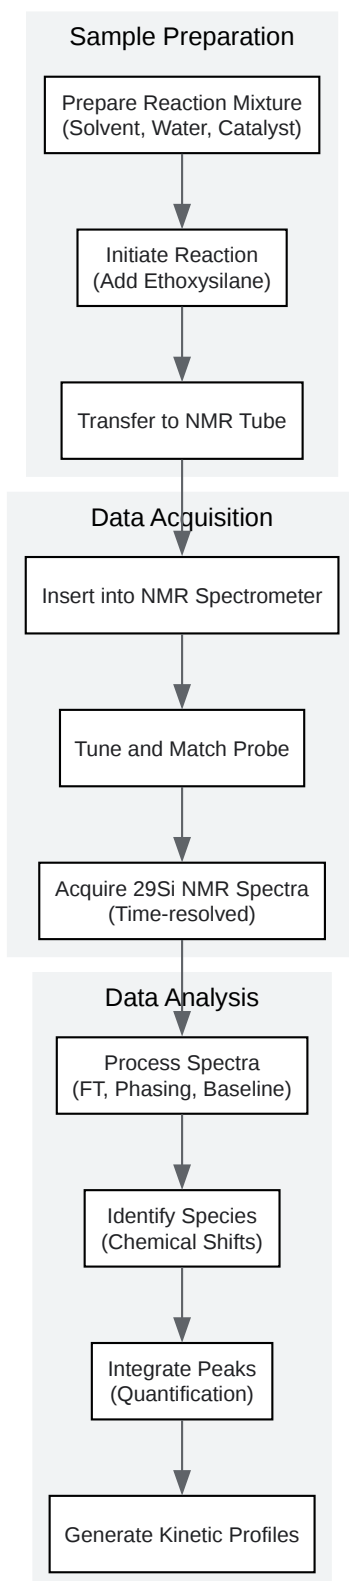 Sample Preparation
Prepare Reaction Mixture
(Solvent, Water, Catalyst)
Initiate Reaction
(Add Ethoxysilane)
Transfer to NMR Tube
Data Acquisition
Insert into NMR Spectrometer
Tune and Match Probe
Acquire 29Si NMR Spectra
(Time-resolved)
Data Analysis
Process Spectra
(FT, Phasing, Baseline)
Identify Species
(Chemical Shifts)
Integrate Peaks
(Quantification)
Generate Kinetic Profiles